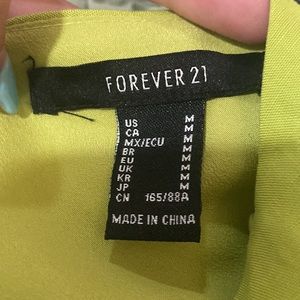 FOREVER 21
US M
CA M
MX/ECU M
BR M
EU M
UK M
KR M
JP M
CN 165/88A
MADE IN CHINA